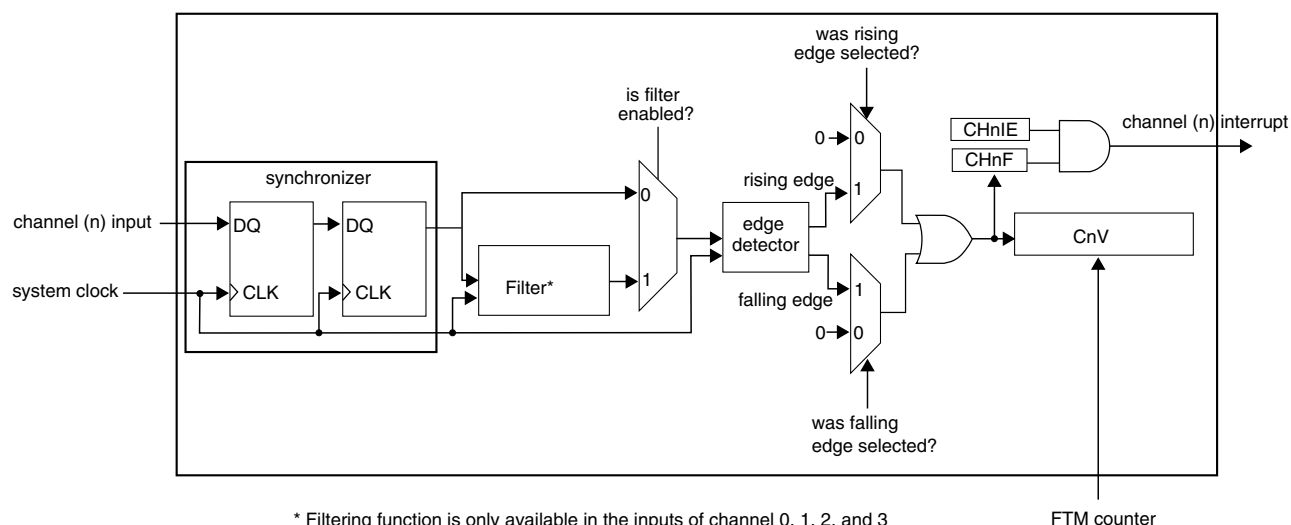 was rising
edge selected?
is filter
enabled?
synchronizer
channel (n) input
system clock
DQ
CLK
DQ
CLK
Filter*
0
1
edge
detector
rising edge
falling edge
0
0
1
1
0
0
was falling
edge selected?
CHnIE
CHnF
channel (n) interrupt
CnV
* Filtering function is only available in the inputs of channel 0, 1, 2, and 3
FTM counter